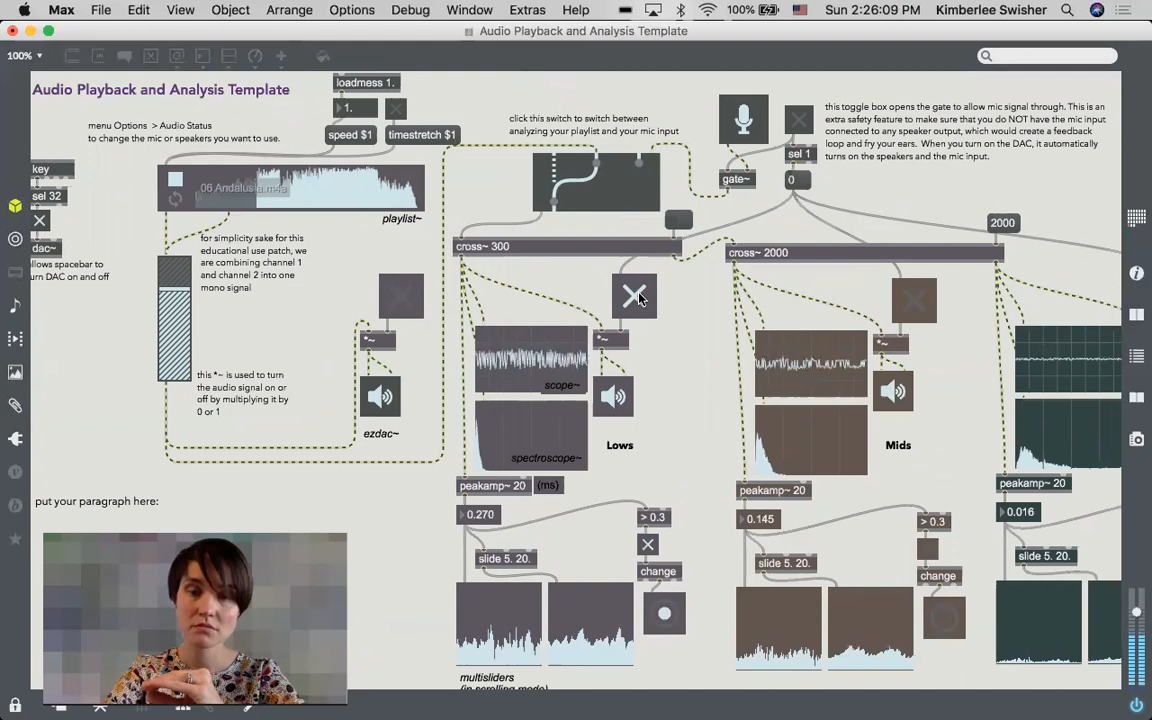 Max File Edit View Object Arrange Options Debug Window Extras Help 100% Sun 2:26:09 PM Kimberlee Swisher
Audio Playback and Analysis Template
100%
Audio Playback and Analysis Template
loadmess 1.
1.
speed $1
timestretch $1
menu Options > Audio Status
to change the mic or speakers you want to use.
key
sel 32
dac~
allows spacebar to
turn DAC on and off
06 Andalusia.m4a
playlist~
for simplicity sake for this
educational use patch, we
are combining channel 1
and channel 2 into one
mono signal
*~
this *~ is used to turn
the audio signal on or
off by multiplying it by
0 or 1
ezdac~
put your paragraph here:
click this switch to switch between
analyzing your playlist and your mic input
gate~
sel 1
0
this toggle box opens the gate to allow mic signal through. This is an
extra safety feature to make sure that you do NOT have the mic input
connected to any speaker output, which would create a feedback
loop and fry your ears. When you turn on the DAC, it automatically
turns on the speakers and the mic input.
cross~ 300
*~
scope~
spectroscope~
Lows
peakamp~ 20
(ms)
0.270
> 0.3
slide 5. 20.
change
multisliders
(in scrolling mode)
cross~ 2000
2000
*~
Mids
peakamp~ 20
0.145
> 0.3
slide 5. 20.
change
peakamp~ 20
0.016
slide 5. 20.